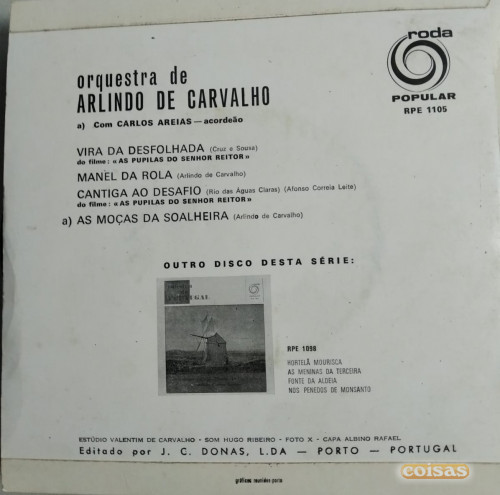 roda
POPULAR
RPE 1105
orquestra de
ARLINDO DE CARVALHO
a) Com CARLOS AREIAS — acordeão
VIRA DA DESFOLHADA (Cruz e Sousa)
do filme: «AS PUPILAS DO SENHOR REITOR»
MANEL DA ROLA (Arlindo de Carvalho)
CANTIGA AO DESAFIO (Rio das Águas Claras) (Afonso Correia Leite)
do filme: «AS PUPILAS DO SENHOR REITOR»
a) AS MOÇAS DA SOALHEIRA (Arlindo de Carvalho)
OUTRO DISCO DESTA SÉRIE:
RPE 1098
HORTELÃ MOURISCA
AS MENINAS DA TERCEIRA
FONTE DA ALDEIA
NOS PENEDOS DE MONSANTO
ESTÚDIO VALENTIM DE CARVALHO - SOM HUGO RIBEIRO - FOTO X - CAPA ALBINO RAFAEL
Editado por J. C. DONAS, L.DA — PORTO — PORTUGAL
coisas